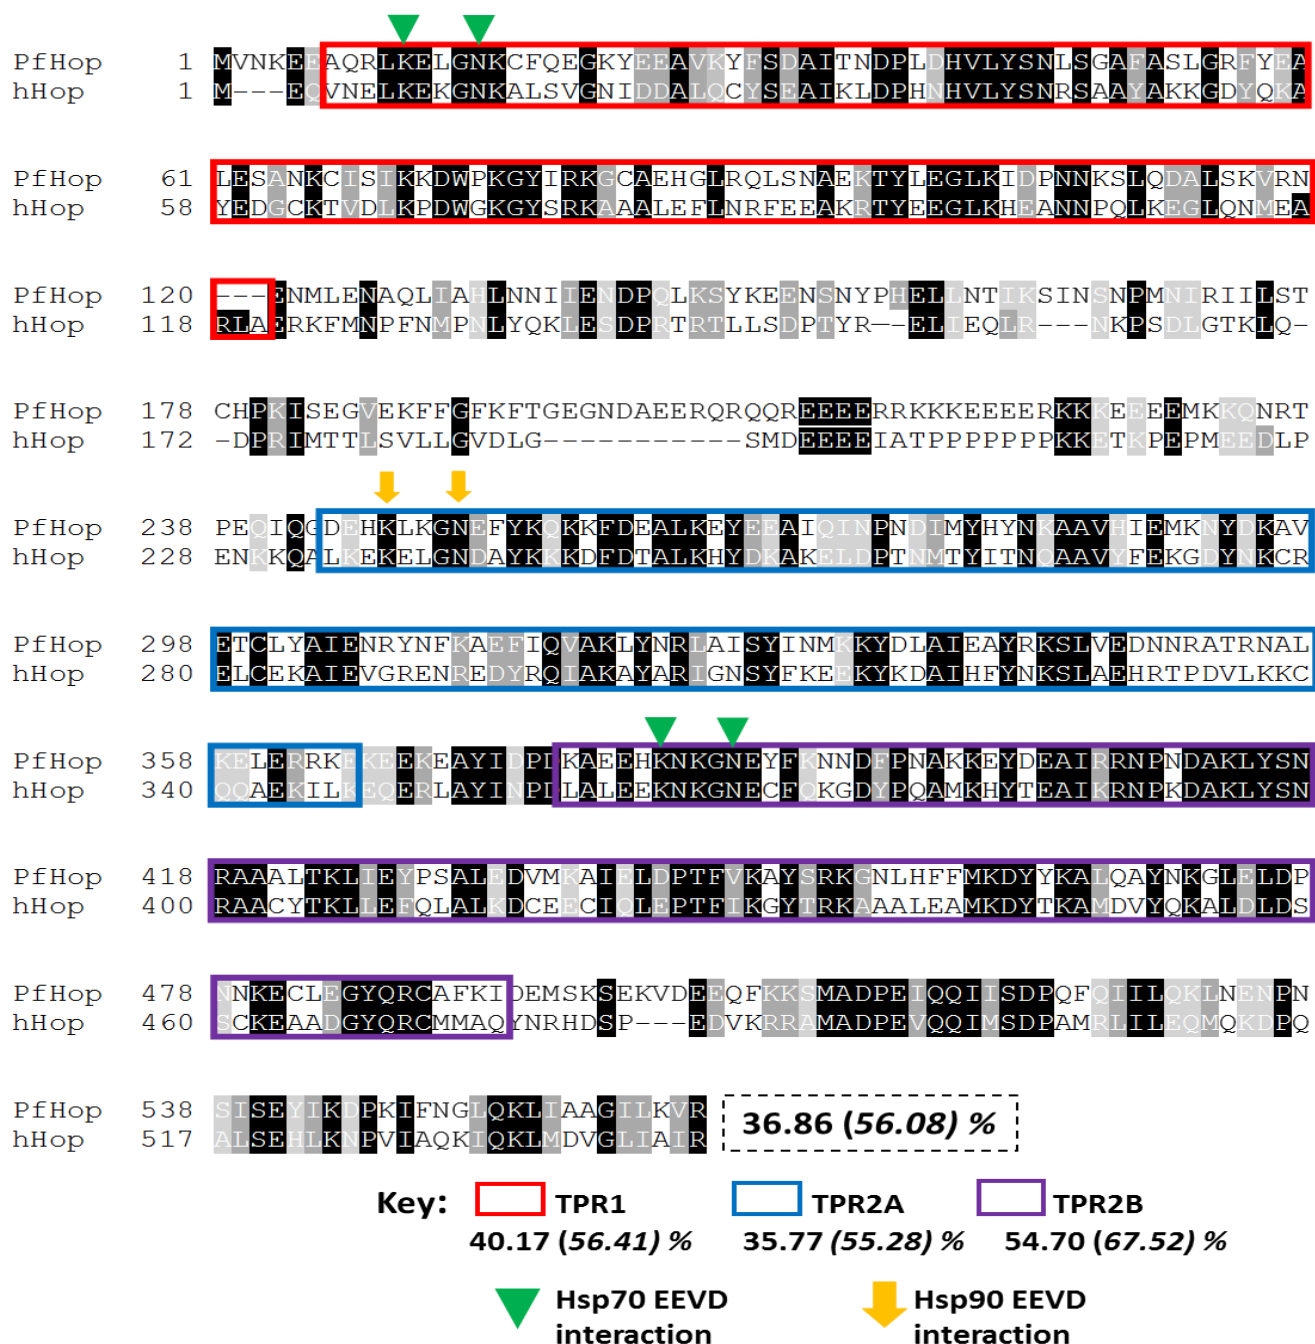 PfHop 1 MVNKEEAQRLKELGNKCFQEGKYEEAVKYFSDAITNDPLDHVLYSNLSGAFASLGRFYEA
hHop 1 M---EQVNELKEKGNKALSVGNIDDALQCYSEAIKLDPHNHVLYSNRSAAYAKKGDYQKA
PfHop 61 LESANKCISIKKDWPKGYIRKGCAEHGLRQLSNAEKTYLEGLKIDPNNKSLQDALSKVRN
hHop 58 YEDGCKTVDLKPDWGKGYSRKAAALEFLNRFEEAKRTYEEGLKHEANNPQLKEGLQNMEA
PfHop 120 ---ENMLENAQLIAHLNNIIENDPQLKSYKEENSNYPHELLNTIKSINSNPMNIRIILST
hHop 118 RLAERKFMNPFNMPNLYQKLESDPRTRTLLSDPTYR--ELIEQLR---NKPSDLGTKLQ-
PfHop 178 CHPKISEGVEKFFGFKFTGEGNDAEERQRQQREEEERRKKKEEEERKKKEEEEMKKQNRT
hHop 172 -DPRIMTTLSVLLGVDLG-----------SMDEEEEIATPPPPPPPKKETKPEPMEEDLP
PfHop 238 PEQIQGDEHKLKGNEFYKQKKFDEALKEYEEAIQINPNDIMYHYNKAAVHIEMKNYDKAV
hHop 228 ENKKQALKEKELGNDAYKKKDFDTALKHYDKAKELDPTNMTYITNQAAVYFEKGDYNKCR
PfHop 298 ETCLYAIENRYNFKAEFIQVAKLYNRLAISYINMKKYDLAIEAYRKSLVEDNNRATRNAL
hHop 280 ELCEKAIEVGRENREDYRQIAKAYARIGNSYFKEEKYKDAIHFYNKSLAEHRTPDVLKKC
PfHop 358 KELERRKEKEEKEAYIDPDKAEEHKNKGNEYFKNNDFPNAKKEYDEAIRRNPNDAKLYSN
hHop 340 QQAEKILKEQERLAYINPDLALEEKNKGNECFQKGDYPQAMKHYTEAIKRNPKDAKLYSN
PfHop 418 RAAALTKLIEYPSALEDVMKAIELDPTFVKAYSRKGNLHFFMKDYYKALQAYNKGLELDP
hHop 400 RAACYTKLLEFQLALKDCEECIQLEPTFIKGYTRKAAALEAMKDYTKAMDVYQKALDLDS
PfHop 478 NNKECLEGYQRCAFKIDEMSKSEKVDEEQFKKSMADPEIQQIISDPQFQIILQKLNENPN
hHop 460 SCKEAADGYQRCMMAQYNRHDSP---EDVKRRAMADPEVQQIMSDPAMRLILEQMQKDPQ
PfHop 538 SISEYIKDPKIFNGLQKLIAAGILKVR
hHop 517 ALSEHLKNPVIAQKIQKLMDVGLIAIR
36.86 (56.08) %
Key: TPR1 TPR2A TPR2B
40.17 (56.41) % 35.77 (55.28) % 54.70 (67.52) %
Hsp70 EEVD Hsp90 EEVD
interaction interaction